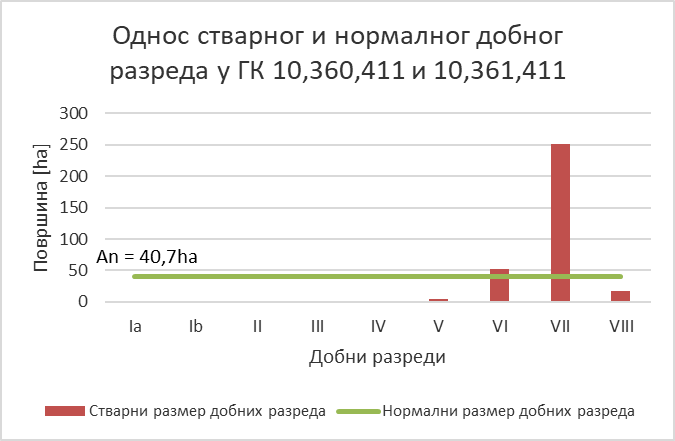 Однос стварног и нормалног добног
разреда у ГК 10,360,411 и 10,361,411
Површина [ha]
300
250
200
150
100
50
0
An = 40,7ha
Ia Ib II III IV V VI VII VIII
Добни разреди
Стварни размер добних разреда Нормални размер добних разреда